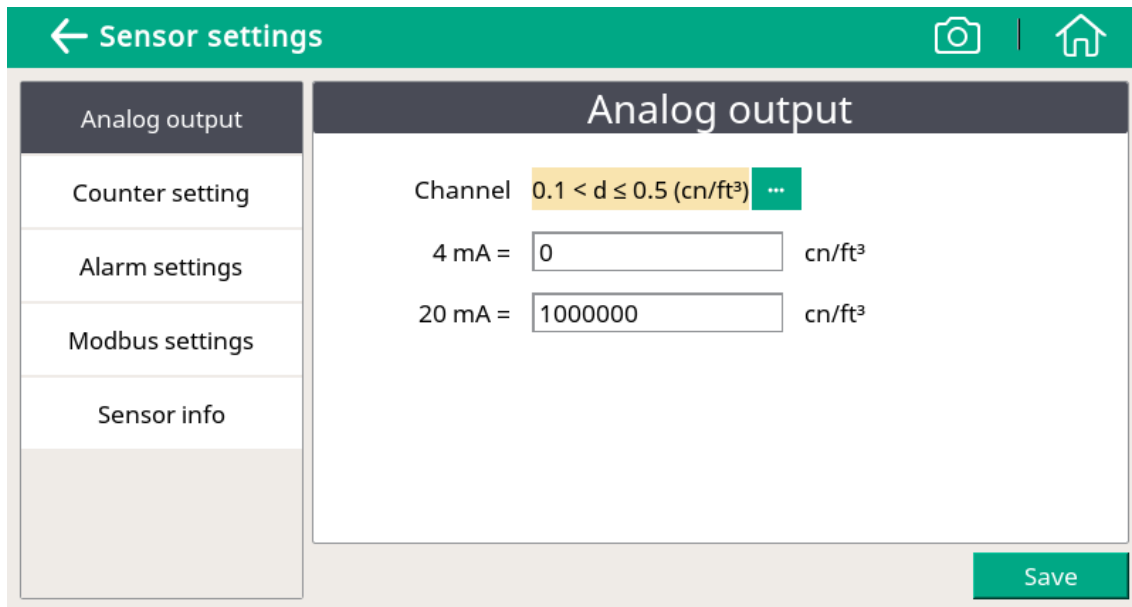 Sensor settings
Analog output
Counter setting
Alarm settings
Modbus settings
Sensor info
Analog output
Channel 0.1 < d ≤ 0.5 (cn/ft³) ...
4 mA = 0 cn/ft³
20 mA = 1000000 cn/ft³
Save